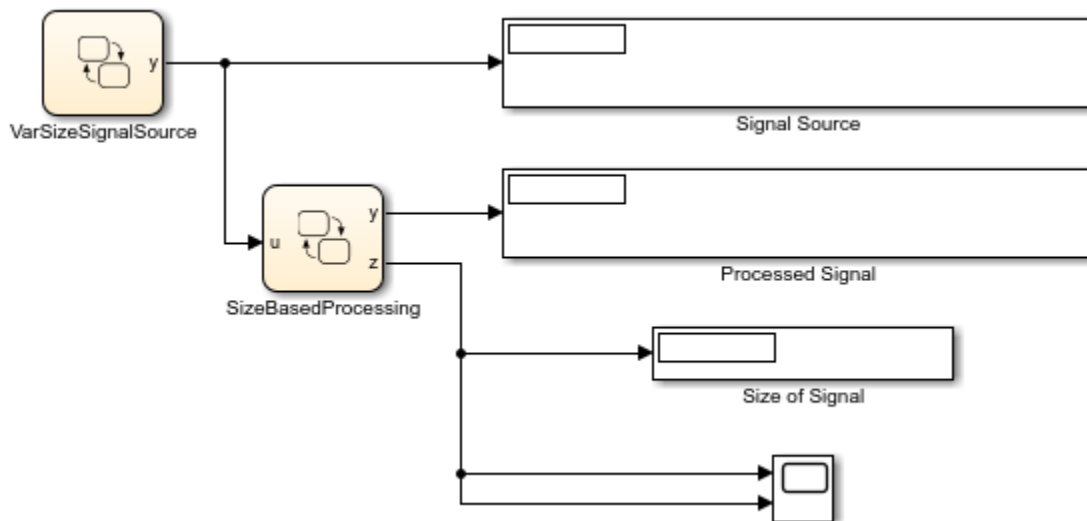 y
VarSizeSignalSource
Signal Source
u
y
z
SizeBasedProcessing
Processed Signal
Size of Signal